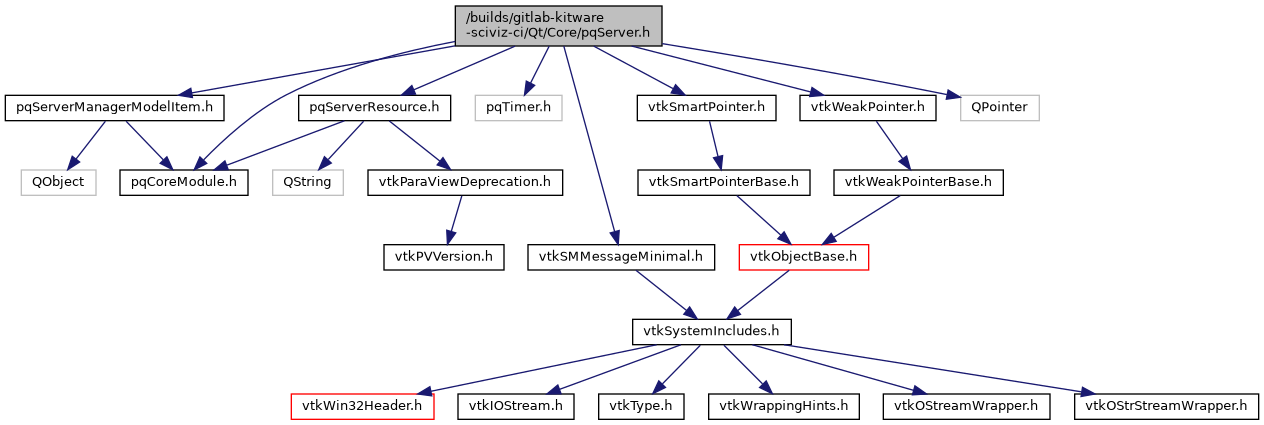 /builds/gitlab-kitware
-sciviz-ci/Qt/Core/pqServer.h
pqServerManagerModelItem.h
pqServerResource.h
pqTimer.h
vtkSmartPointer.h
vtkWeakPointer.h
QPointer
QObject
pqCoreModule.h
QString
vtkParaViewDeprecation.h
vtkSmartPointerBase.h
vtkWeakPointerBase.h
vtkPVVersion.h
vtkSMMessageMinimal.h
vtkObjectBase.h
vtkSystemIncludes.h
vtkWin32Header.h
vtkIOStream.h
vtkType.h
vtkWrappingHints.h
vtkOStreamWrapper.h
vtkOStrStreamWrapper.h